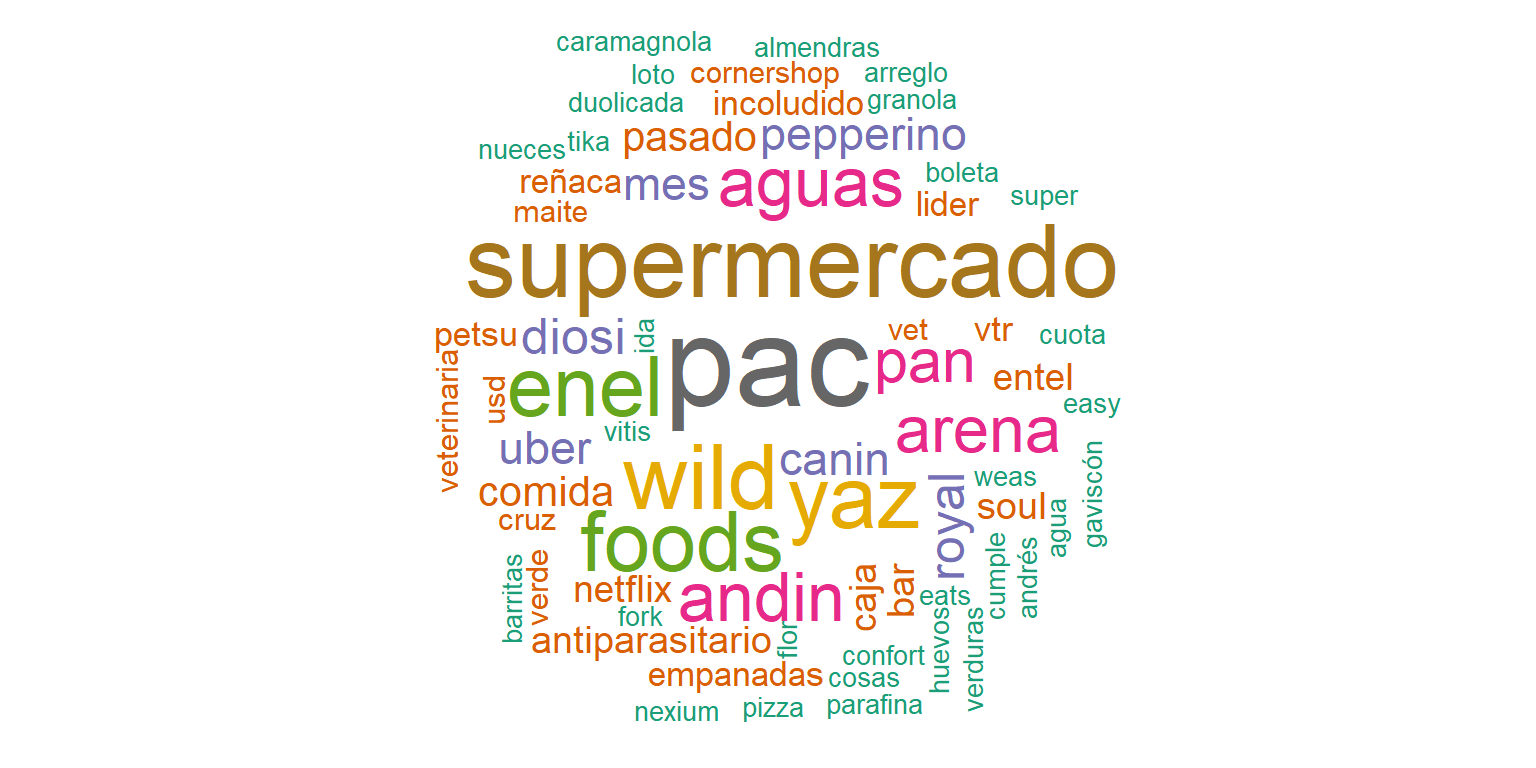 caramagnola almendras
loto cornershop arreglo
duolicada incoludido granola
nueces tika pasado pepperino
reñaca mes aguas boleta
maite lider super
supermercado
petsu diosi ida pac vet vtr cuota
enel pan entel
veterinaria usd arena easy
uber vitis wild canin
comida yaz royal weas gaviscón
cruz foods soul agua
barritas verde netflix andin caja bar eats cumple andrés
fork flor huevos verduras
antiparasitario confort
empanadas cosas
nexium pizza parafina